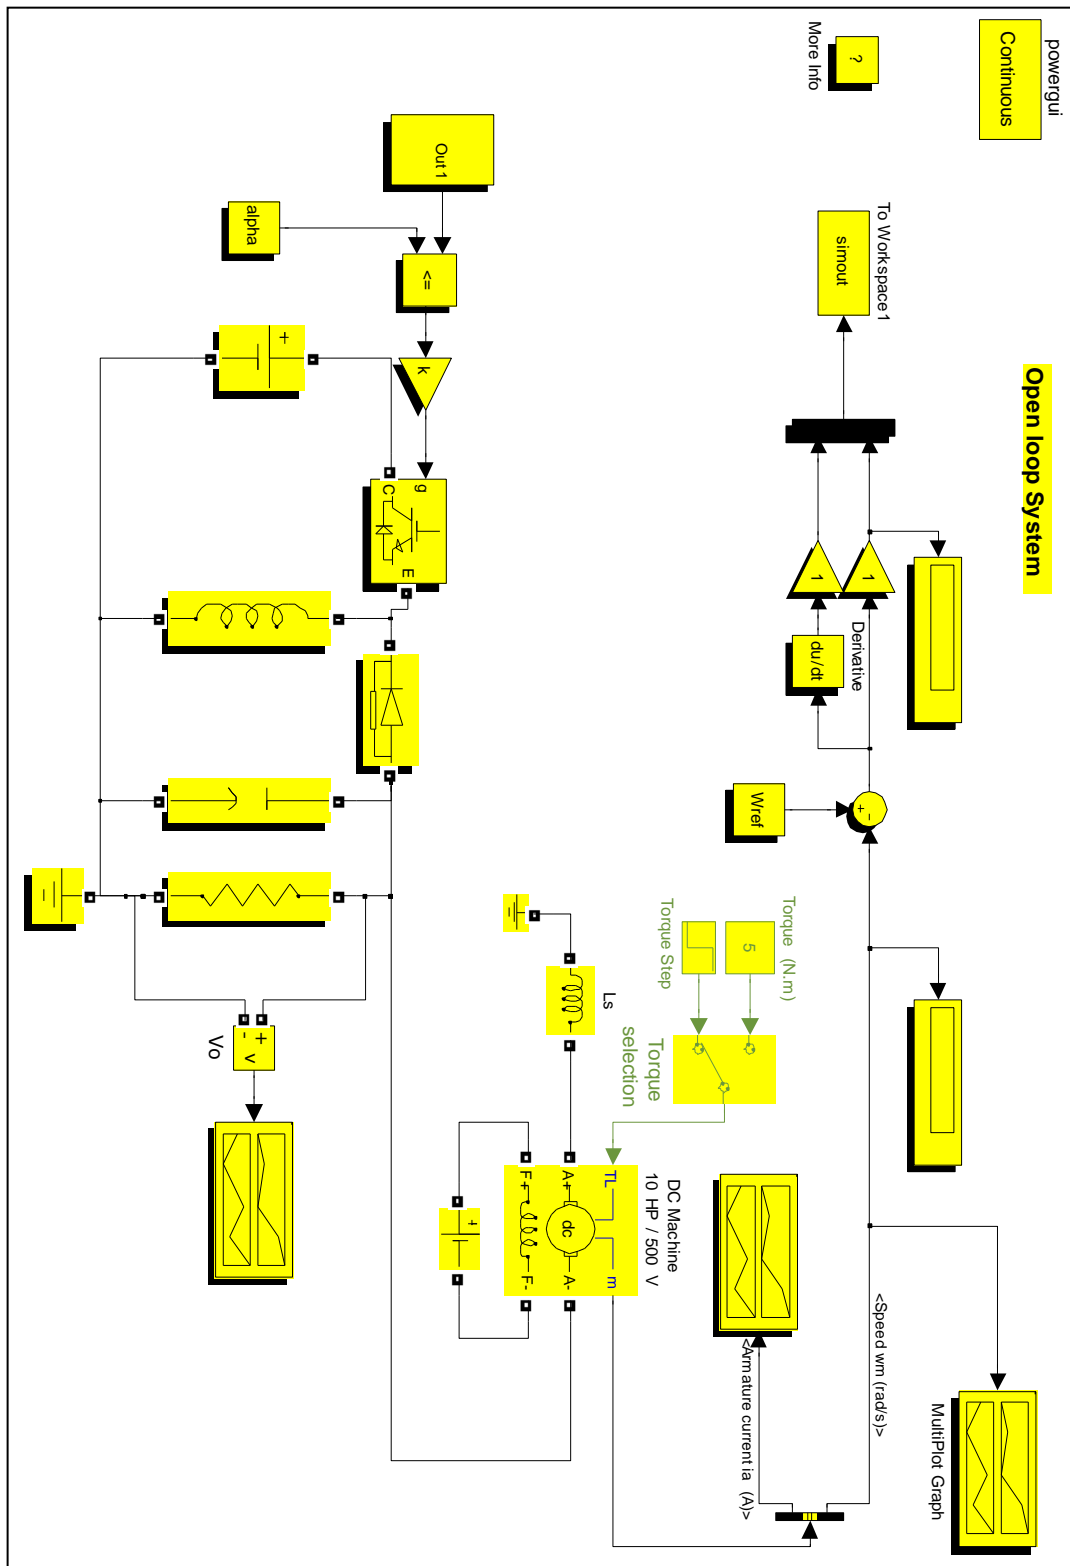 Open loop System
powergui
Continuous
?
More Info
To Workspace1
simout
1
1
Derivative
du/dt
Wref
+
-
<Speed wm (rad/s)>
MultiPlot Graph
<Armature current ia (A)>
Torque (N.m)
5
Torque Step
Torque
selection
DC Machine
10 HP / 500 V
TL
m
A+
dc
A-
F+
F-
+
Ls
Out1
alpha
<=
k
g
C
E
+
+
-
v
Vo